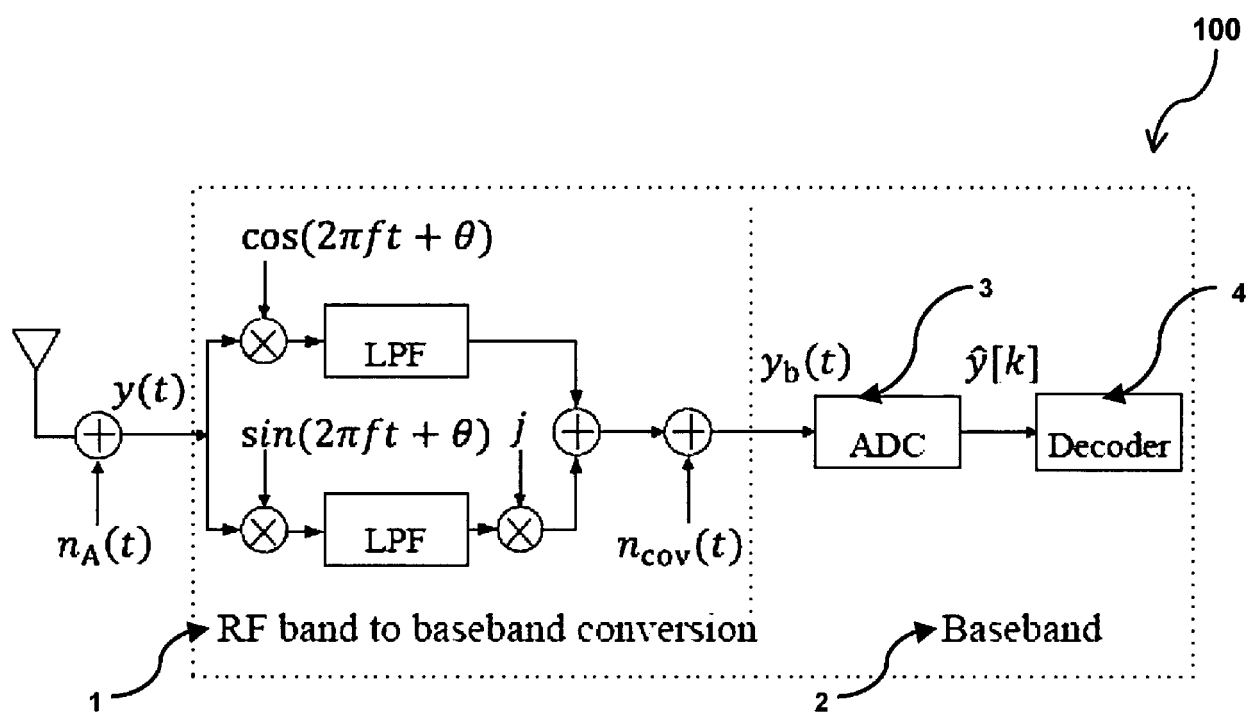 100
cos(2πft + θ)
3
4
LPF
y_b(t)
ŷ[k]
y(t)
sin(2πft + θ)
j
ADC
Decoder
n_A(t)
LPF
n_cov(t)
RF band to baseband conversion
Baseband
1
2